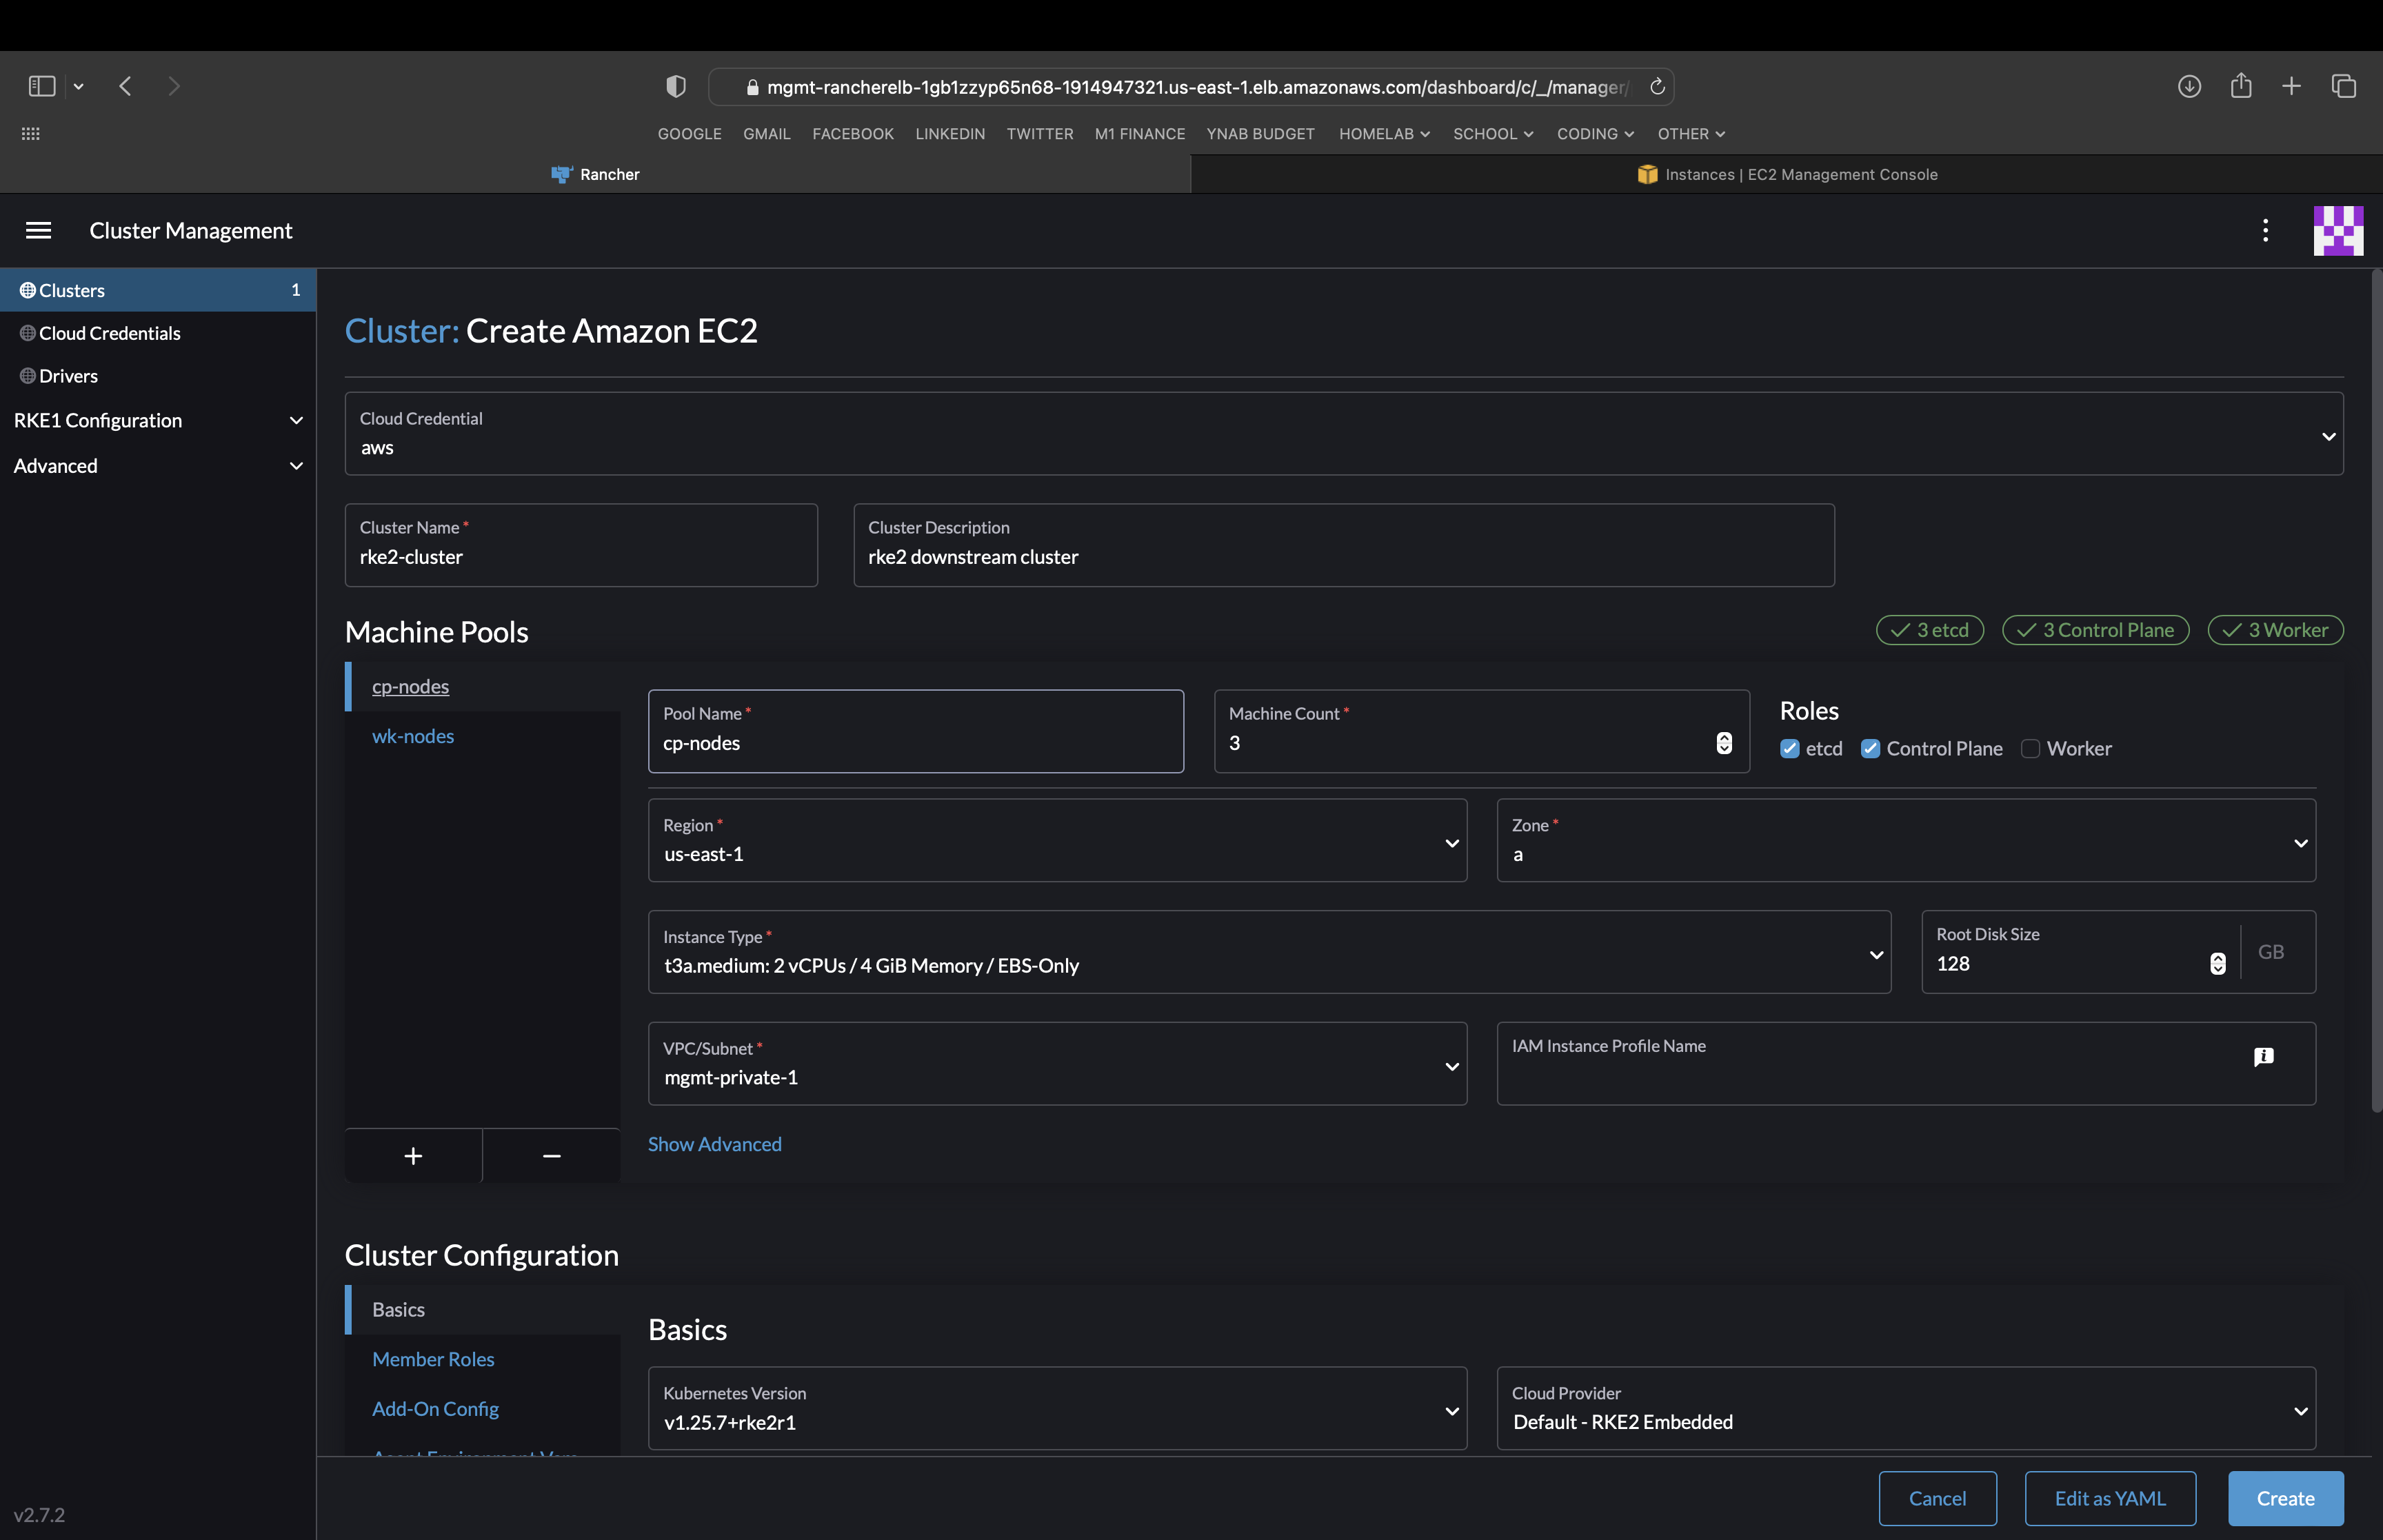 mgmt-rancherelb-1gb1zzyp65n68-1914947321.us-east-1.elb.amazonaws.com/dashboard/c/_/manager/
GOOGLE GMAIL FACEBOOK LINKEDIN TWITTER M1 FINANCE YNAB BUDGET HOMELAB SCHOOL CODING OTHER
Rancher
Instances | EC2 Management Console
Cluster Management
Clusters 1
Cloud Credentials
Drivers
RKE1 Configuration
Advanced
v2.7.2
Cluster: Create Amazon EC2
Cloud Credential
aws
Cluster Name *
rke2-cluster
Cluster Description
rke2 downstream cluster
Machine Pools
3 etcd
3 Control Plane
3 Worker
cp-nodes
wk-nodes
Pool Name *
cp-nodes
Machine Count *
3
Roles
etcd Control Plane Worker
Region *
us-east-1
Zone *
a
Instance Type *
t3a.medium: 2 vCPUs / 4 GiB Memory / EBS-Only
Root Disk Size
128
GB
VPC/Subnet *
mgmt-private-1
IAM Instance Profile Name
Show Advanced
Cluster Configuration
Basics
Member Roles
Add-On Config
Basics
Kubernetes Version
v1.25.7+rke2r1
Cloud Provider
Default - RKE2 Embedded
Cancel
Edit as YAML
Create